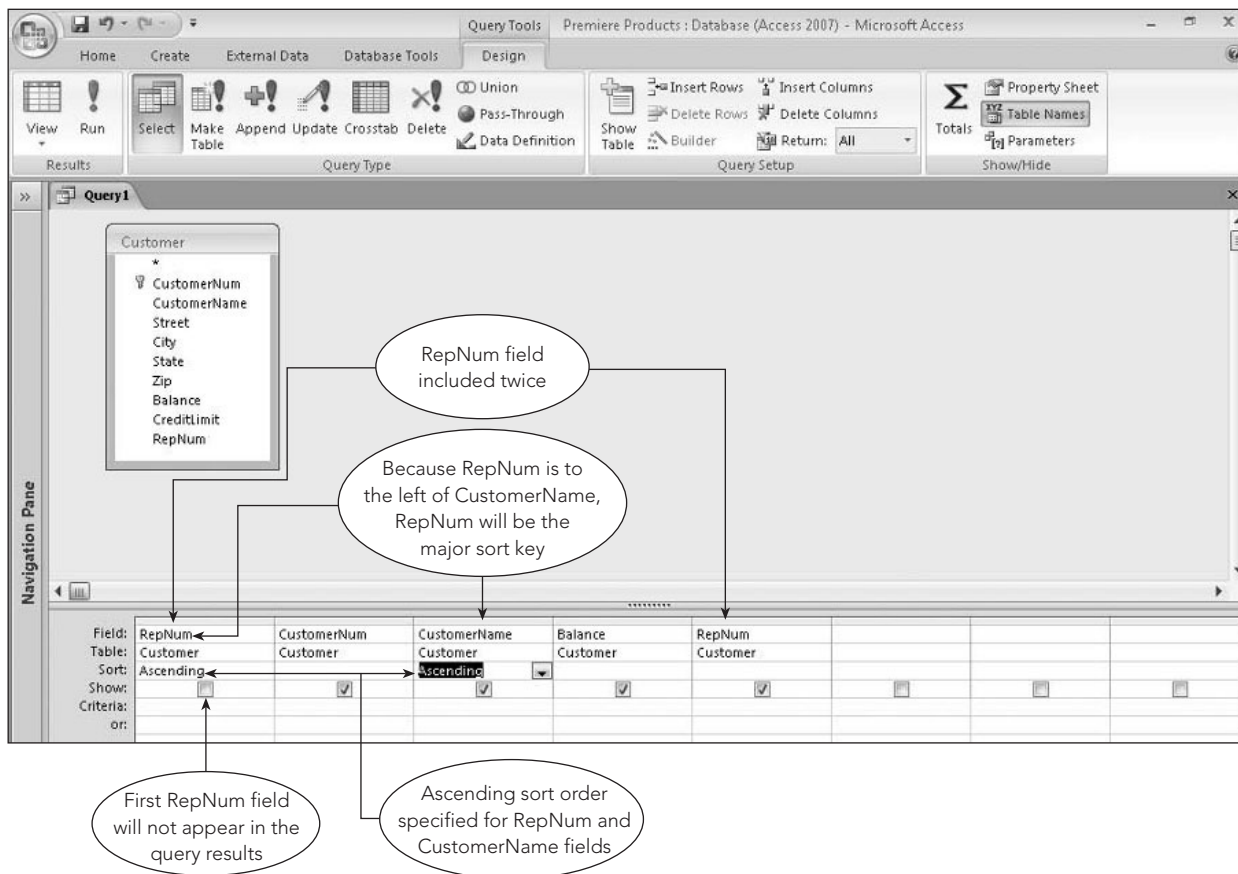 Query Tools Premiere Products : Database (Access 2007) - Microsoft Access
Home Create External Data Database Tools Design
View Run Select Make Table Append Update Crosstab Delete
Union
Pass-Through
Data Definition
Show Table
Insert Rows
Delete Rows
Builder
Insert Columns
Delete Columns
Return: All
Σ Totals
Property Sheet
XYZ Table Names
[?] Parameters
Results Query Type Query Setup Show/Hide
» Query1 x
Navigation Pane
Customer
*
CustomerNum
CustomerName
Street
City
State
Zip
Balance
CreditLimit
RepNum
RepNum field
included twice
Because RepNum is to
the left of CustomerName,
RepNum will be the
major sort key
Field: RepNum CustomerNum CustomerName Balance RepNum
Table: Customer Customer Customer Customer Customer
Sort: Ascending Ascending
Show:
Criteria:
or:
First RepNum field
will not appear in the
query results
Ascending sort order
specified for RepNum and
CustomerName fields